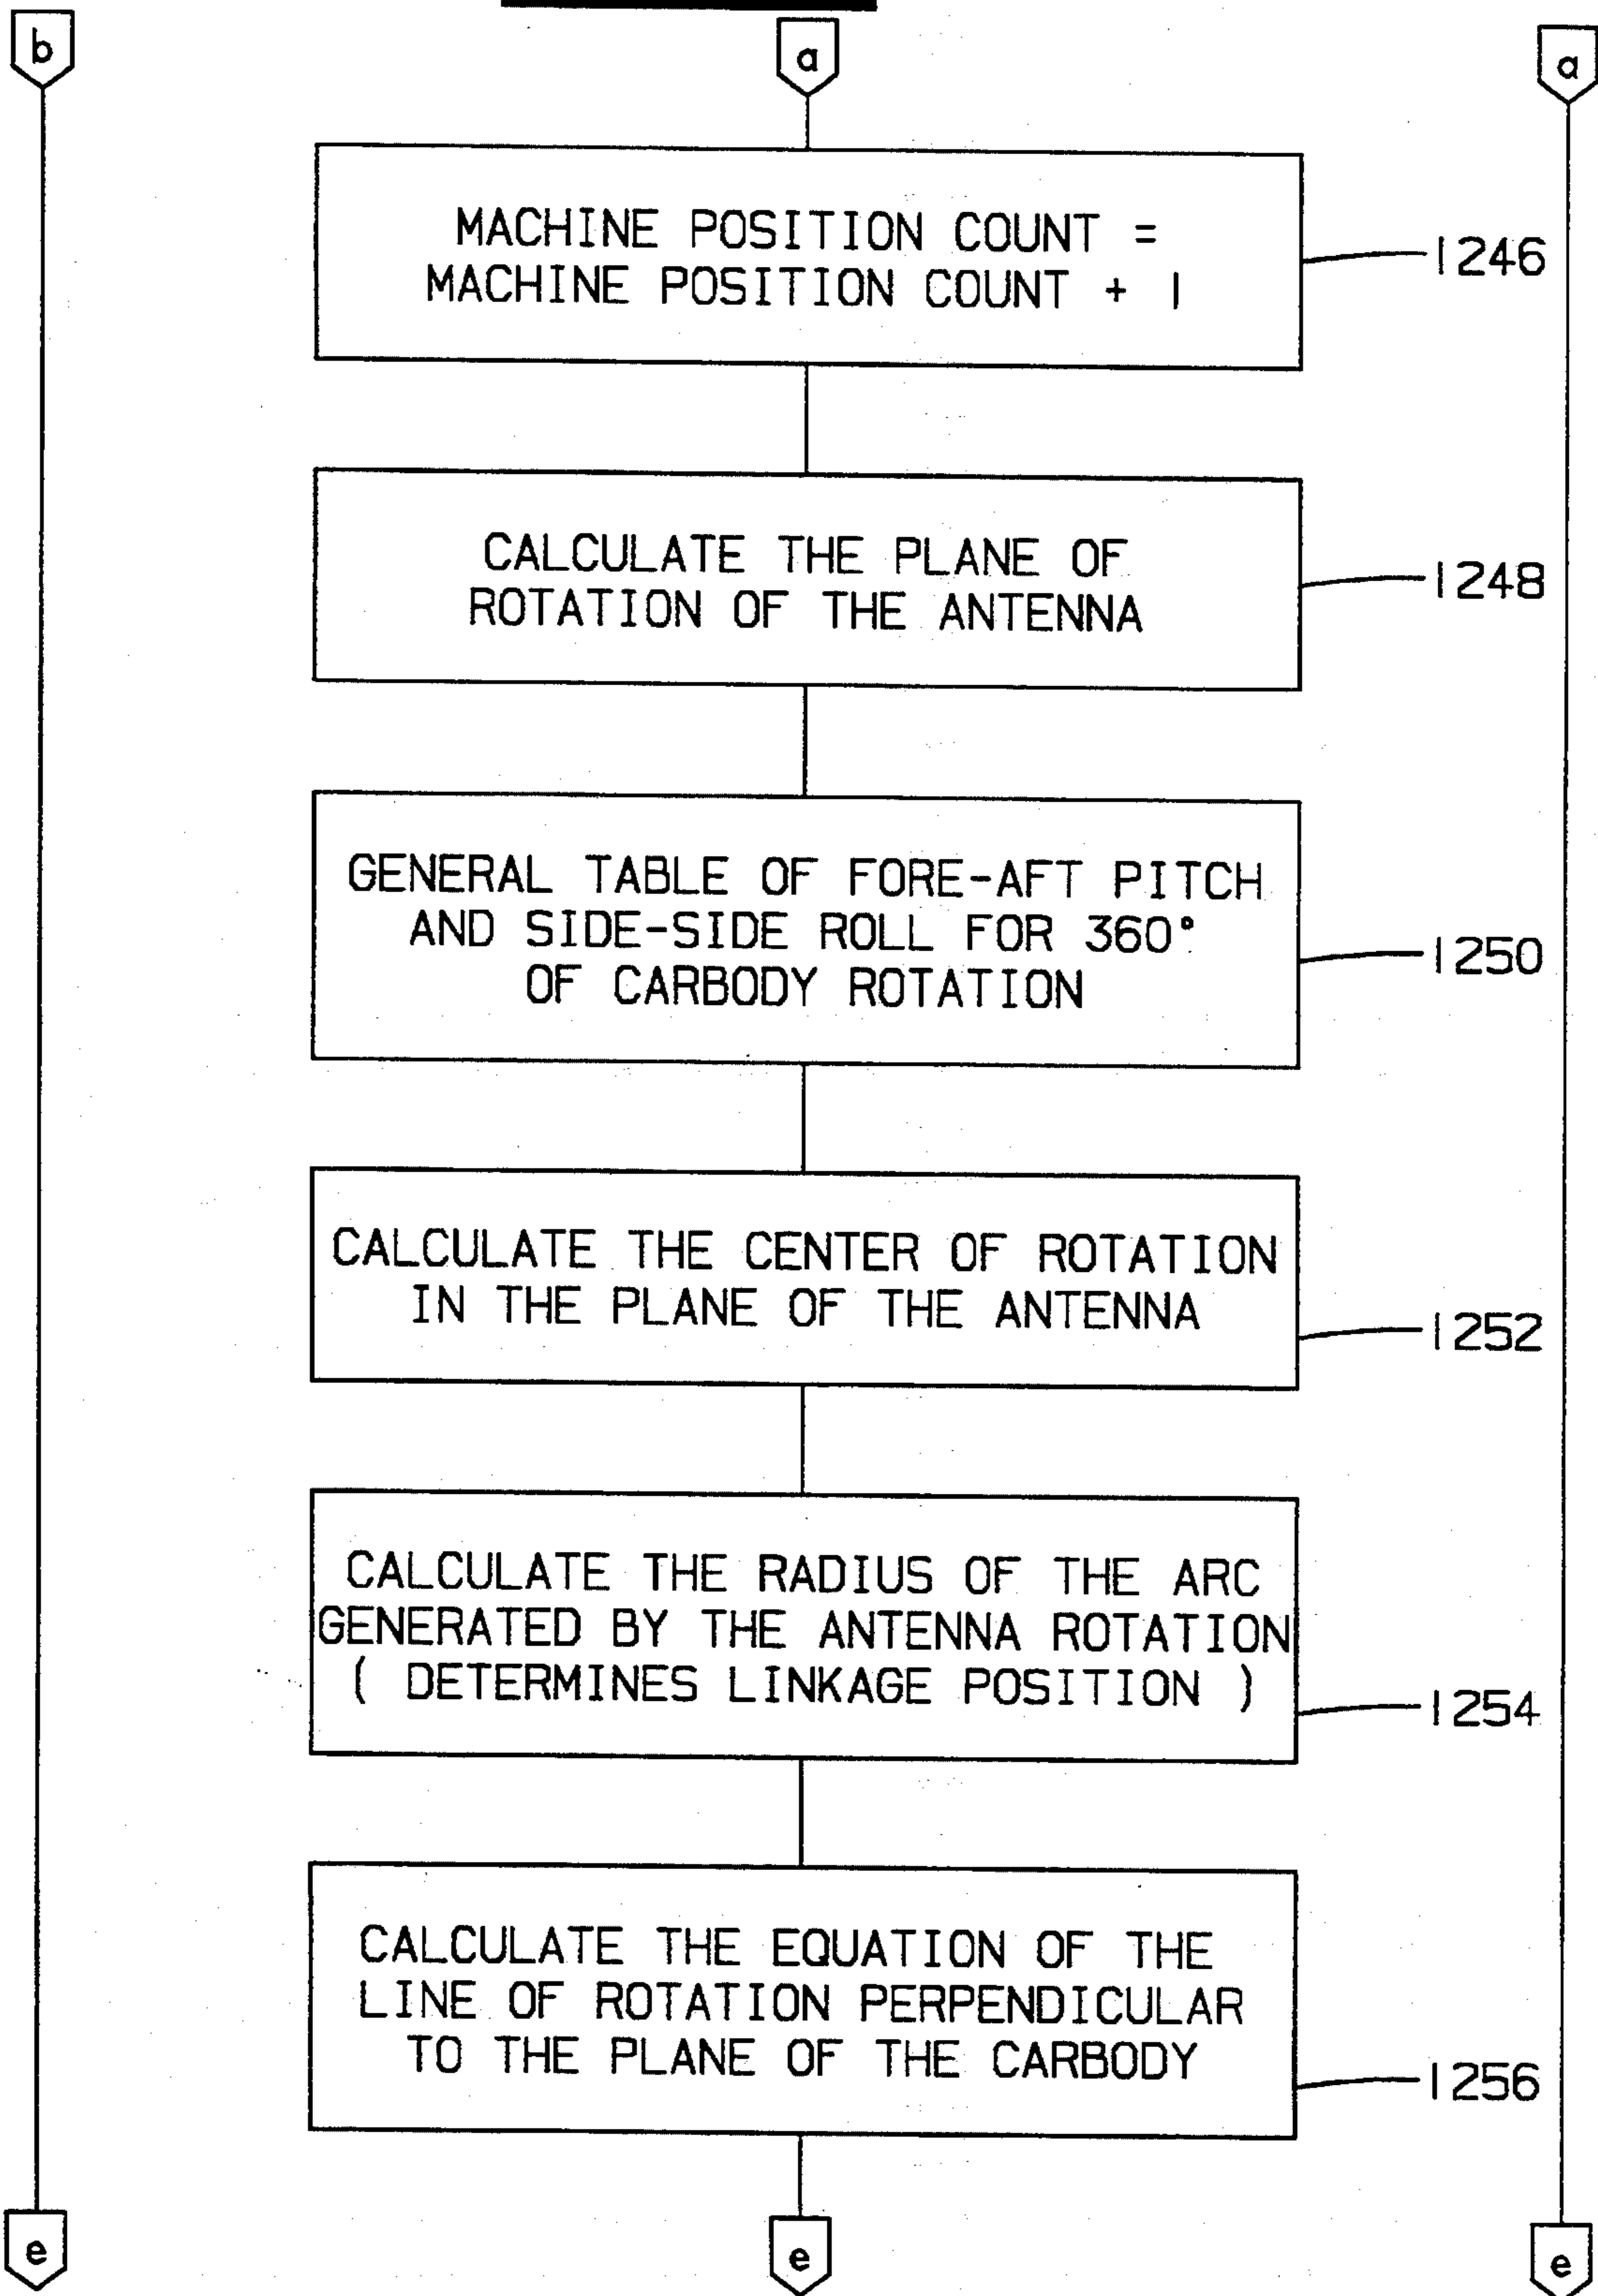 b
a
a
MACHINE POSITION COUNT =
MACHINE POSITION COUNT + 1
1246
CALCULATE THE PLANE OF
ROTATION OF THE ANTENNA
1248
GENERAL TABLE OF FORE-AFT PITCH
AND SIDE-SIDE ROLL FOR 360°
OF CARBODY ROTATION
1250
CALCULATE THE CENTER OF ROTATION
IN THE PLANE OF THE ANTENNA
1252
CALCULATE THE RADIUS OF THE ARC
GENERATED BY THE ANTENNA ROTATION
( DETERMINES LINKAGE POSITION )
1254
CALCULATE THE EQUATION OF THE
LINE OF ROTATION PERPENDICULAR
TO THE PLANE OF THE CARBODY
1256
e
e
e